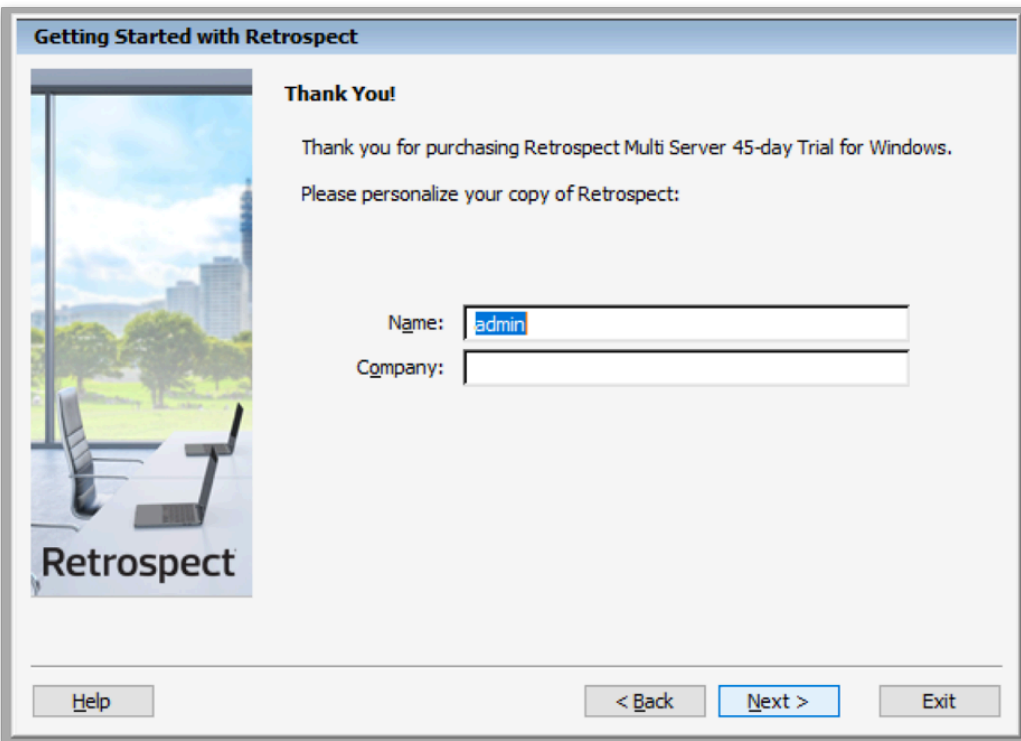 Getting Started with Retrospect
Thank You!
Thank you for purchasing Retrospect Multi Server 45-day Trial for Windows.
Please personalize your copy of Retrospect:
Name: admin
Company:
Retrospect
Help
< Back
Next >
Exit